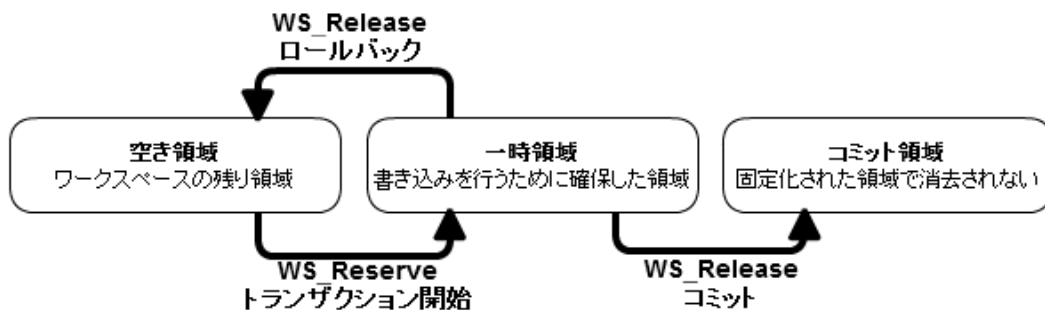 WS_Release
ロールバック
空き領域
ワークスペースの残り領域
一時領域
書き込みを行うために確保した領域
コミット領域
固定化された領域で消去されない
WS_Reserve
トランザクション開始
WS_Release
コミット